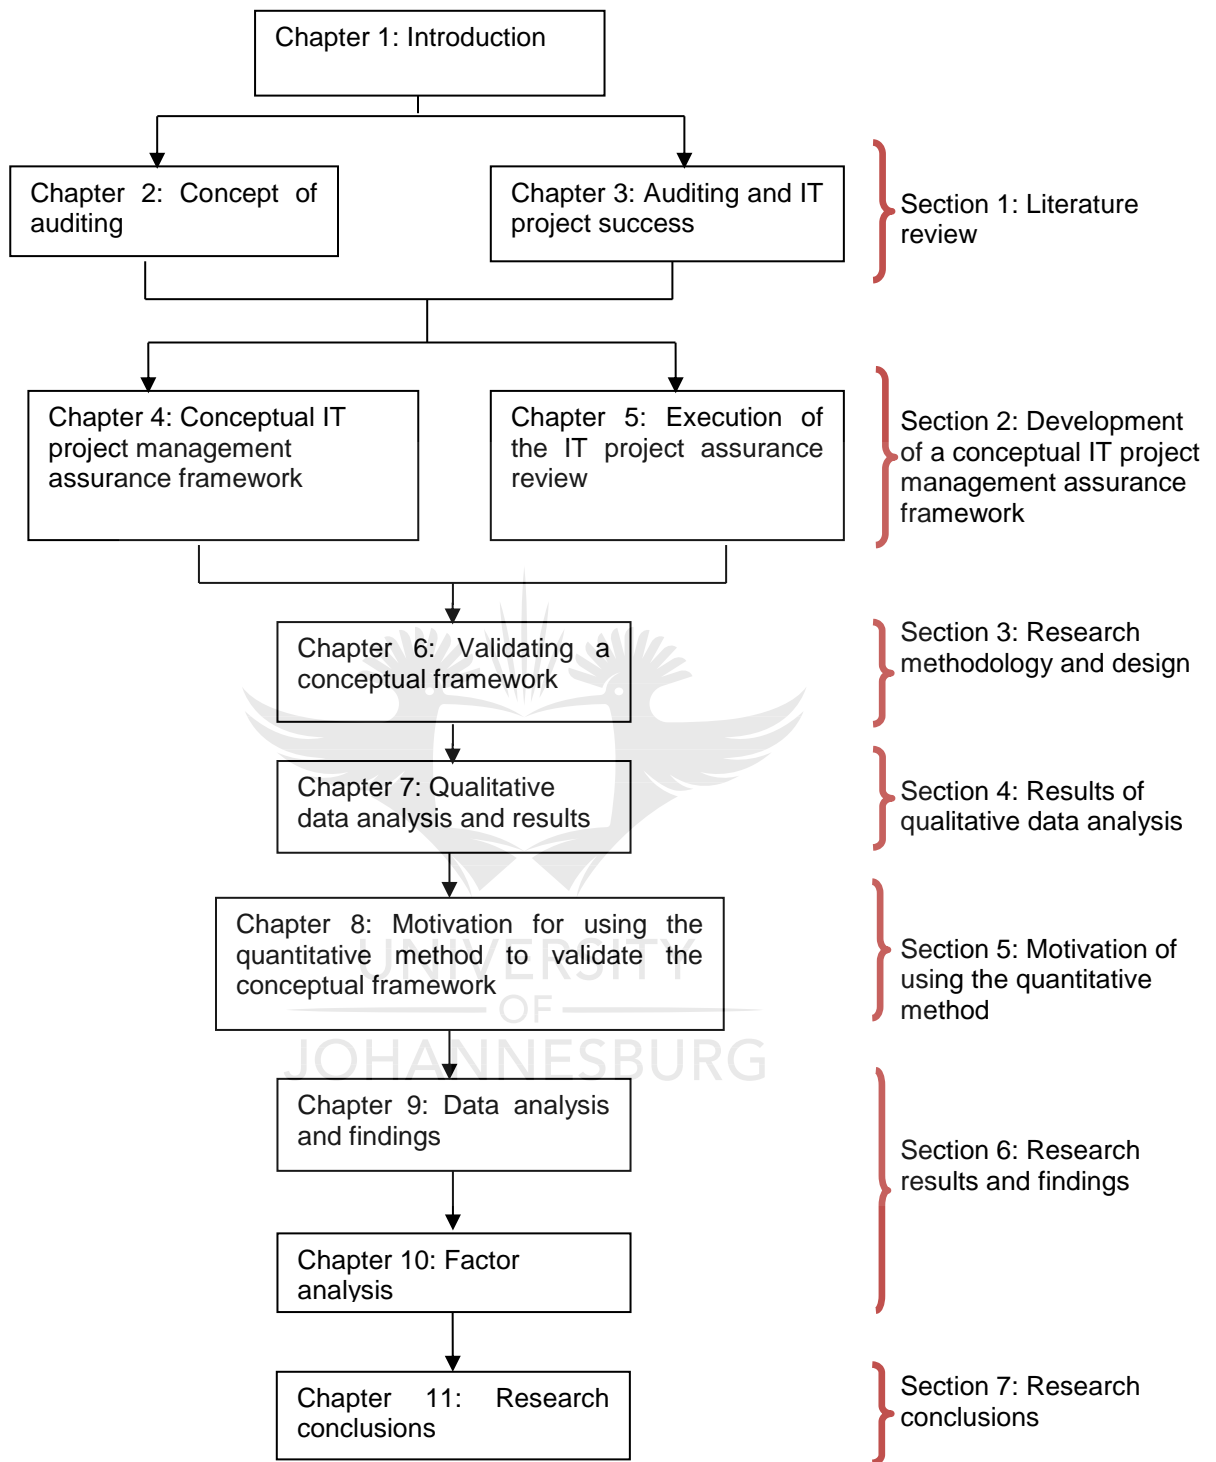 Chapter 1: Introduction
Chapter 2: Concept of
auditing
Chapter 3: Auditing and IT
project success
Section 1: Literature
review
Chapter 4: Conceptual IT
project management
assurance framework
Chapter 5: Execution of
the IT project assurance
review
Section 2: Development
of a conceptual IT project
management assurance
framework
Chapter 6: Validating a
conceptual framework
Section 3: Research
methodology and design
Chapter 7: Qualitative
data analysis and results
Section 4: Results of
qualitative data analysis
Chapter 8: Motivation for using the
quantitative method to validate the
conceptual framework
Section 5: Motivation of
using the quantitative
method
UNIVERSITY
OF
JOHANNESBURG
Chapter 9: Data analysis
and findings
Section 6: Research
results and findings
Chapter 10: Factor
analysis
Chapter 11: Research
conclusions
Section 7: Research
conclusions